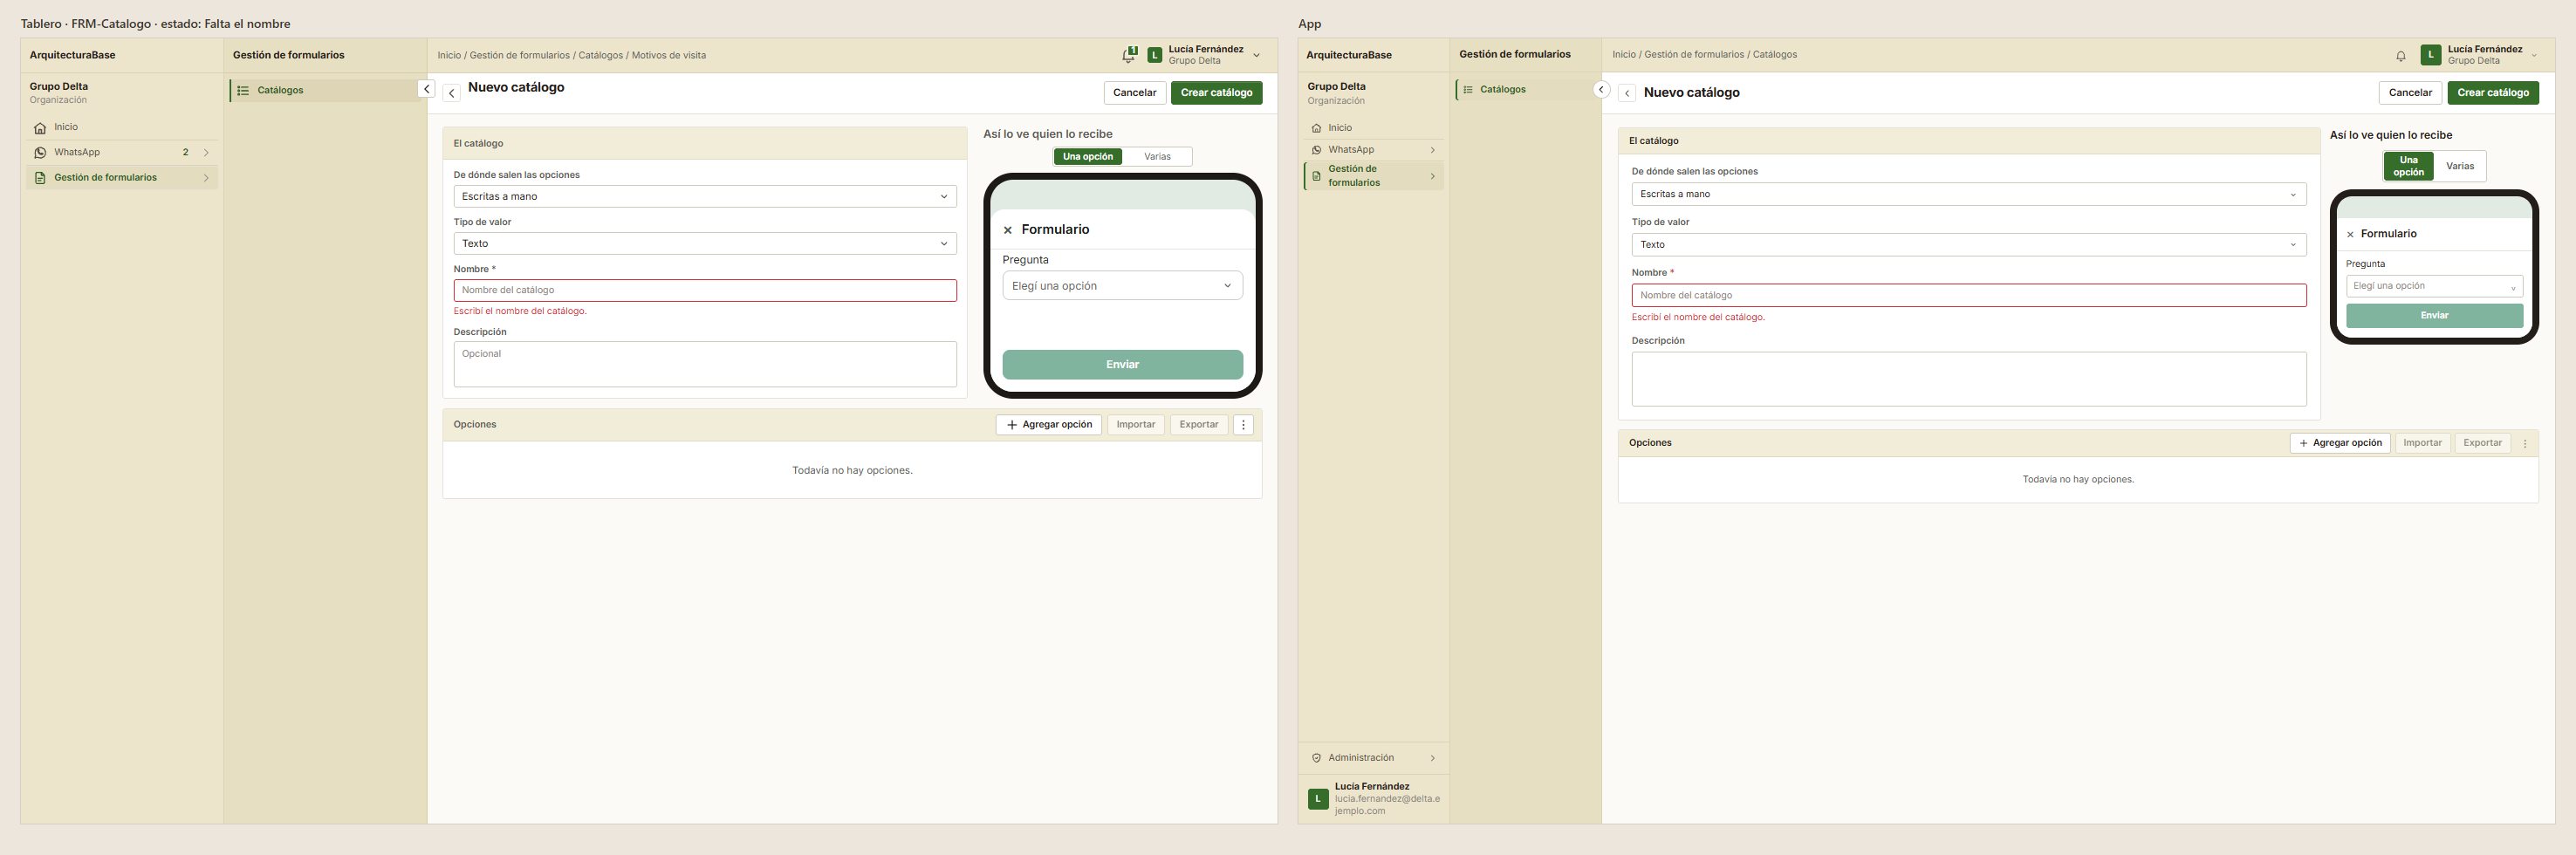 Tablero · FRM-Catalogo · estado: Falta el nombre
ArquitecturaBase
Gestión de formularios
Inicio / Gestión de formularios / Catálogos / Motivos de visita
1
L
Lucía Fernández
Grupo Delta
Grupo Delta
Organización
Inicio
WhatsApp
2
Gestión de formularios
Catálogos
Nuevo catálogo
Cancelar
Crear catálogo
El catálogo
De dónde salen las opciones
Escritas a mano
Tipo de valor
Texto
Nombre *
Nombre del catálogo
Escribí el nombre del catálogo.
Descripción
Opcional
Así lo ve quien lo recibe
Una opción
Varias
Formulario
Pregunta
Elegí una opción
Enviar
Opciones
Agregar opción
Importar
Exportar
Todavía no hay opciones.
App
ArquitecturaBase
Gestión de formularios
Inicio / Gestión de formularios / Catálogos
L
Lucía Fernández
Grupo Delta
Grupo Delta
Organización
Inicio
WhatsApp
Gestión de
formularios
Catálogos
Nuevo catálogo
Cancelar
Crear catálogo
El catálogo
De dónde salen las opciones
Escritas a mano
Tipo de valor
Texto
Nombre *
Nombre del catálogo
Escribí el nombre del catálogo.
Descripción
Así lo ve quien lo recibe
Una
opción
Varias
Formulario
Pregunta
Elegí una opción
Enviar
Opciones
Agregar opción
Importar
Exportar
Todavía no hay opciones.
Administración
L
Lucía Fernández
lucia.fernandez@delta.e
jemplo.com